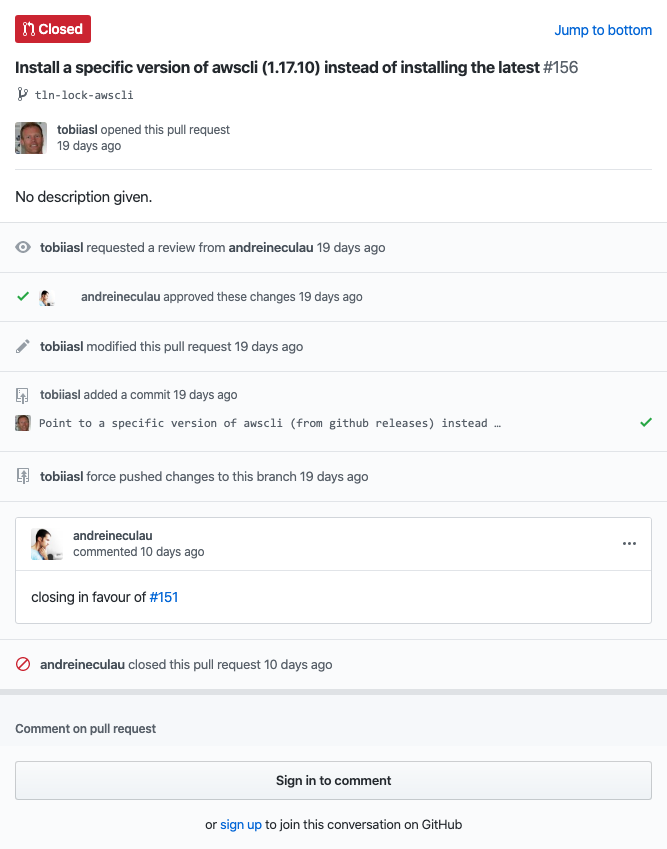 Closed
Jump to bottom
Install a specific version of awscli (1.17.10) instead of installing the latest #156
tln-lock-awscli
tobiiasl opened this pull request
19 days ago
No description given.
tobiiasl requested a review from andreineculau 19 days ago
andreineculau approved these changes 19 days ago
tobiiasl modified this pull request 19 days ago
tobiiasl added a commit 19 days ago
Point to a specific version of awscli (from github releases) instead …
tobiiasl force pushed changes to this branch 19 days ago
andreineculau
commented 10 days ago
closing in favour of #151
andreineculau closed this pull request 10 days ago
Comment on pull request
Sign in to comment
or sign up to join this conversation on GitHub